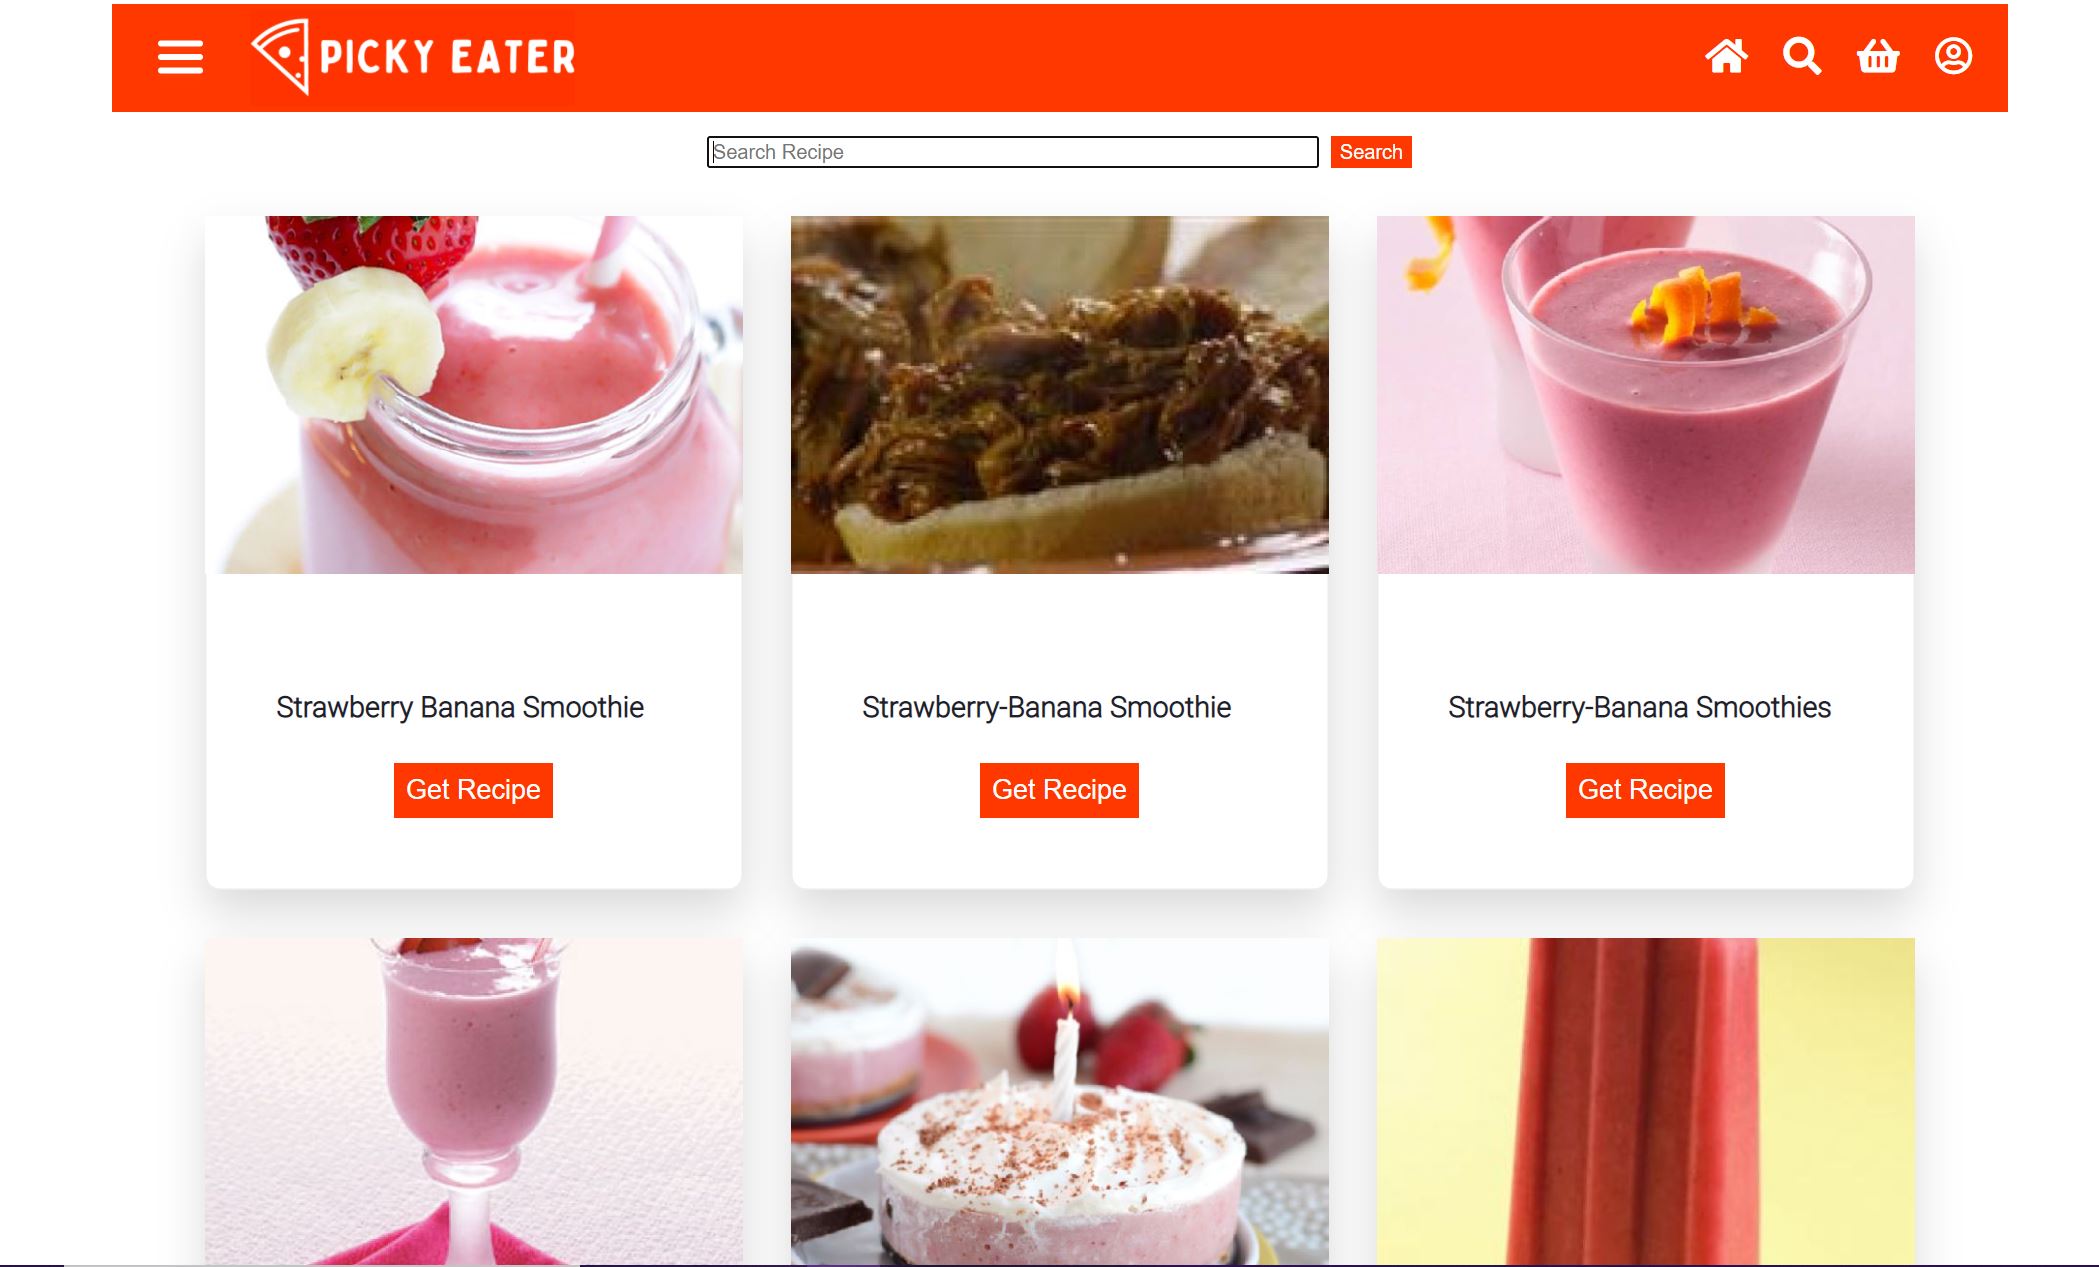 PICKY EATER
Search Recipe Search
Strawberry Banana Smoothie
Get Recipe
Strawberry-Banana Smoothie
Get Recipe
Strawberry-Banana Smoothies
Get Recipe